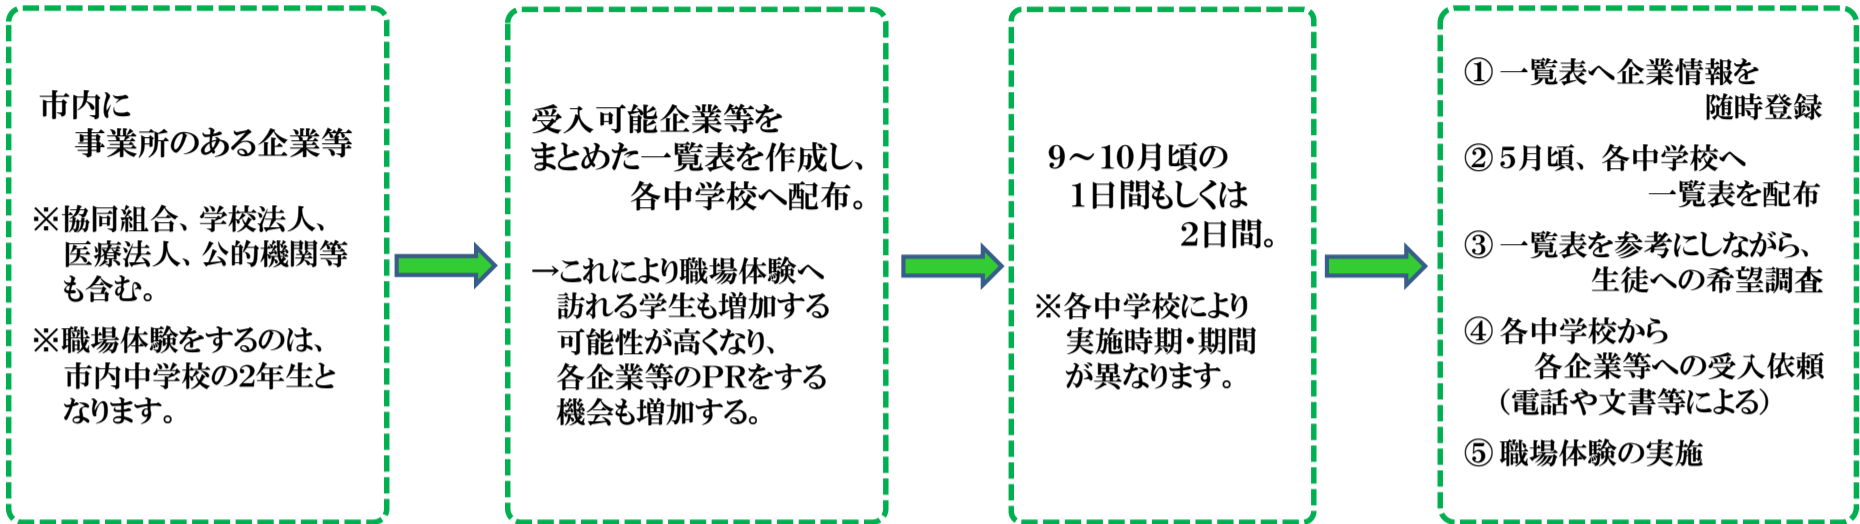 市内に
事業所のある企業等
※協同組合、学校法人、
医療法人、公的機関等
も含む。
※職場体験をするのは、
市内中学校の2年生と
なります。
受入可能企業等を
まとめた一覧表を作成し、
各中学校へ配布。
→これにより職場体験へ
訪れる学生も増加する
可能性が高くなり、
各企業等のPRをする
機会も増加する。
9～10月頃の
1日間もしくは
2日間。
※各中学校により
実施時期・期間
が異なります。
① 一覧表へ企業情報を
随時登録
② 5月頃、各中学校へ
一覧表を配布
③ 一覧表を参考にしながら、
生徒への希望調査
④ 各中学校から
各企業等への受入依頼
（電話や文書等による）
⑤ 職場体験の実施